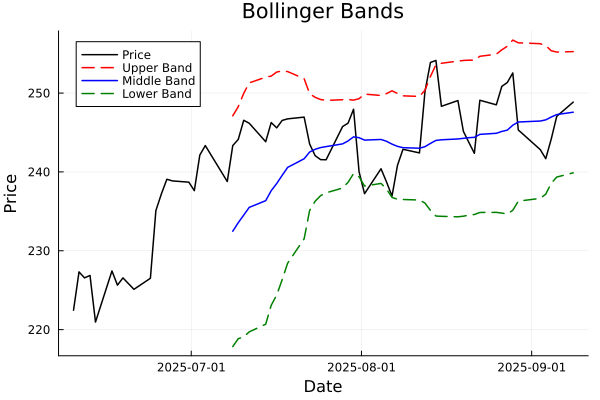 Bollinger Bands
Price
Upper Band
Middle Band
Lower Band
Price
250
240
230
220
2025-07-01
2025-08-01
2025-09-01
Date